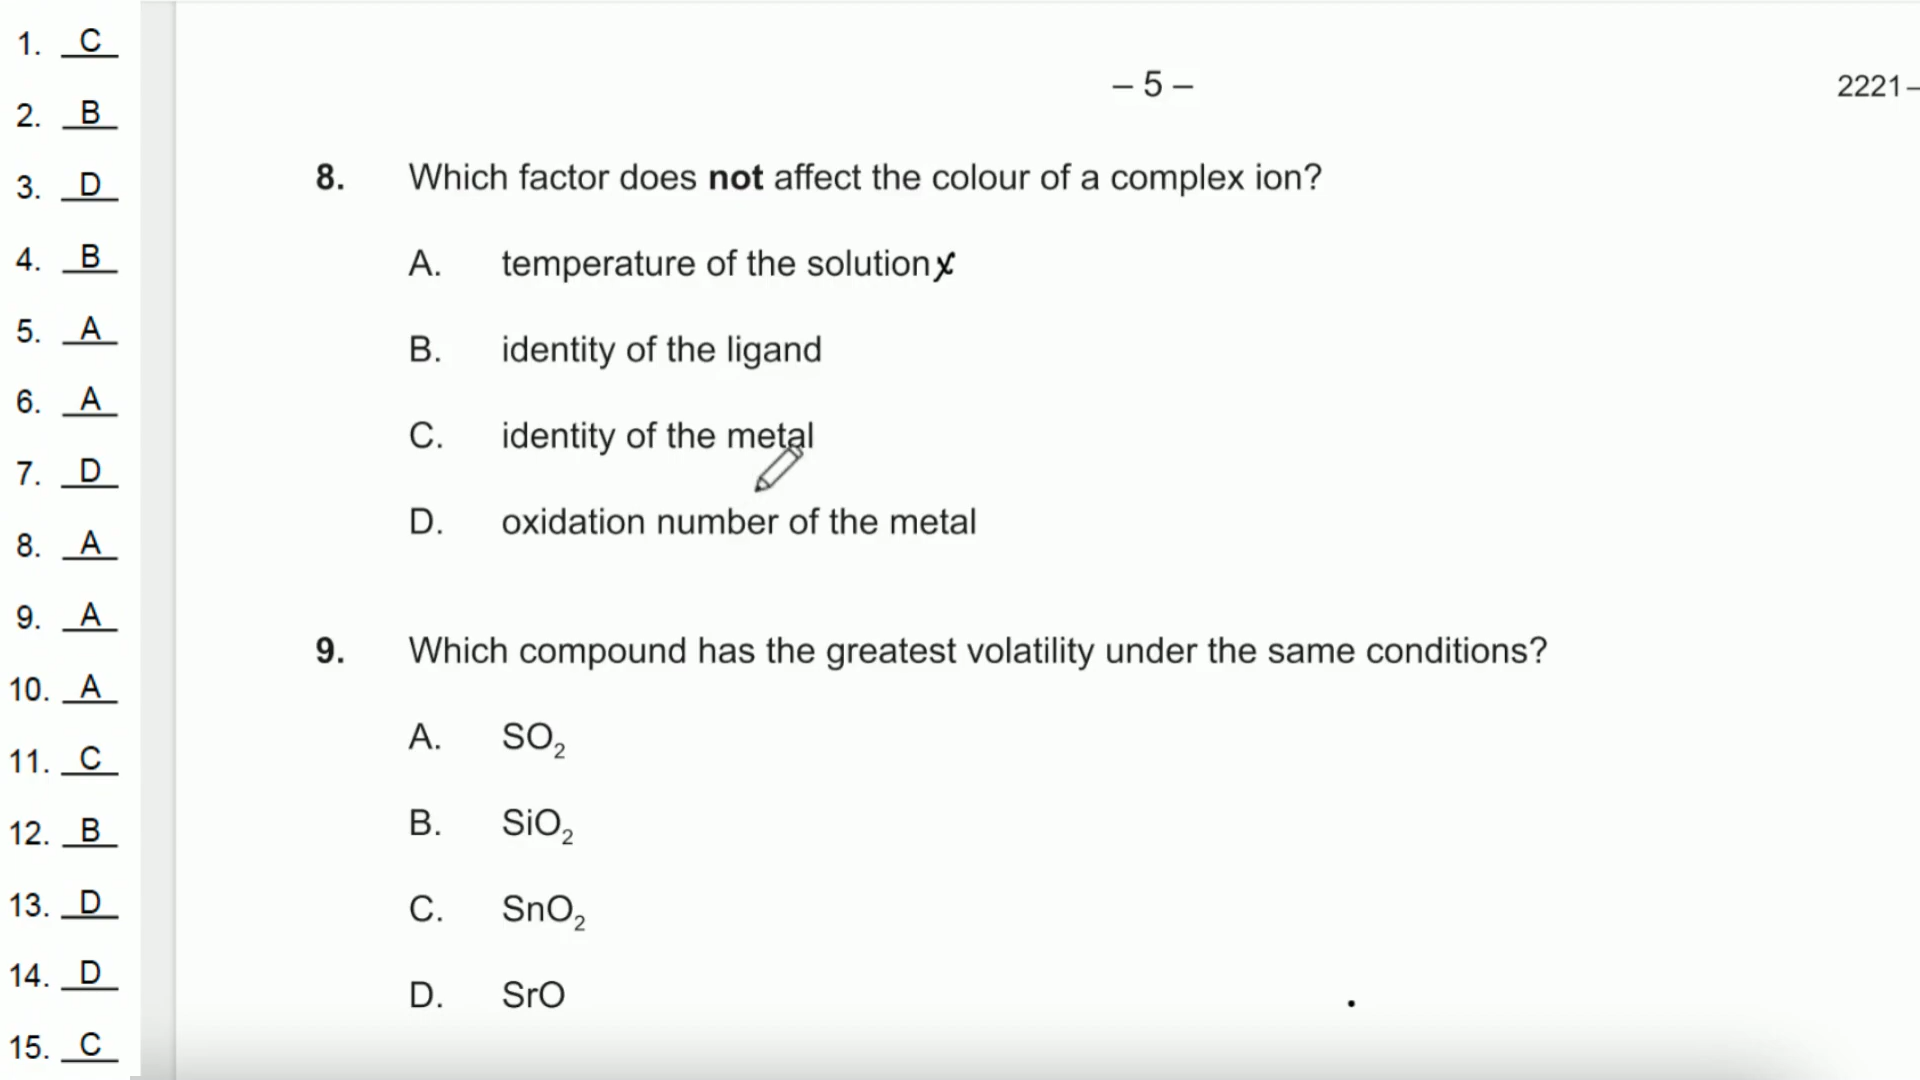 1. C
2. B
3. D
4. B
5. A
6. A
7. D
8. A
9. A
10. A
11. C
12. B
13. D
14. D
15. C
– 5 –
2221–
8. Which factor does not affect the colour of a complex ion?
A. temperature of the solution x
B. identity of the ligand
C. identity of the metal
D. oxidation number of the metal
9. Which compound has the greatest volatility under the same conditions?
A. SO₂
B. SiO₂
C. SnO₂
D. SrO